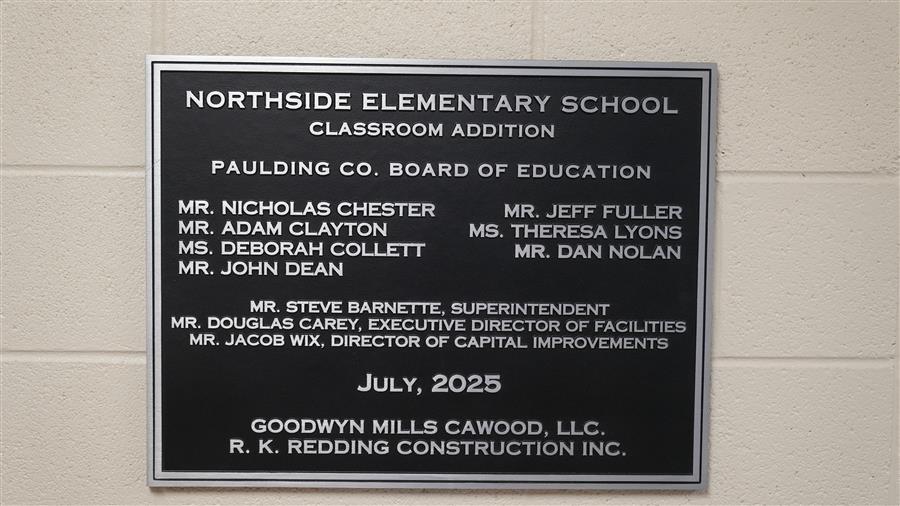 NORTHSIDE ELEMENTARY SCHOOL
CLASSROOM ADDITION
PAULDING CO. BOARD OF EDUCATION
MR. NICHOLAS CHESTER MR. JEFF FULLER
MR. ADAM CLAYTON MS. THERESA LYONS
MS. DEBORAH COLLETT MR. DAN NOLAN
MR. JOHN DEAN
MR. STEVE BARNETTE, SUPERINTENDENT
MR. DOUGLAS CAREY, EXECUTIVE DIRECTOR OF FACILITIES
MR. JACOB WIX, DIRECTOR OF CAPITAL IMPROVEMENTS
JULY, 2025
GOODWYN MILLS CAWOOD, LLC.
R. K. REDDING CONSTRUCTION INC.